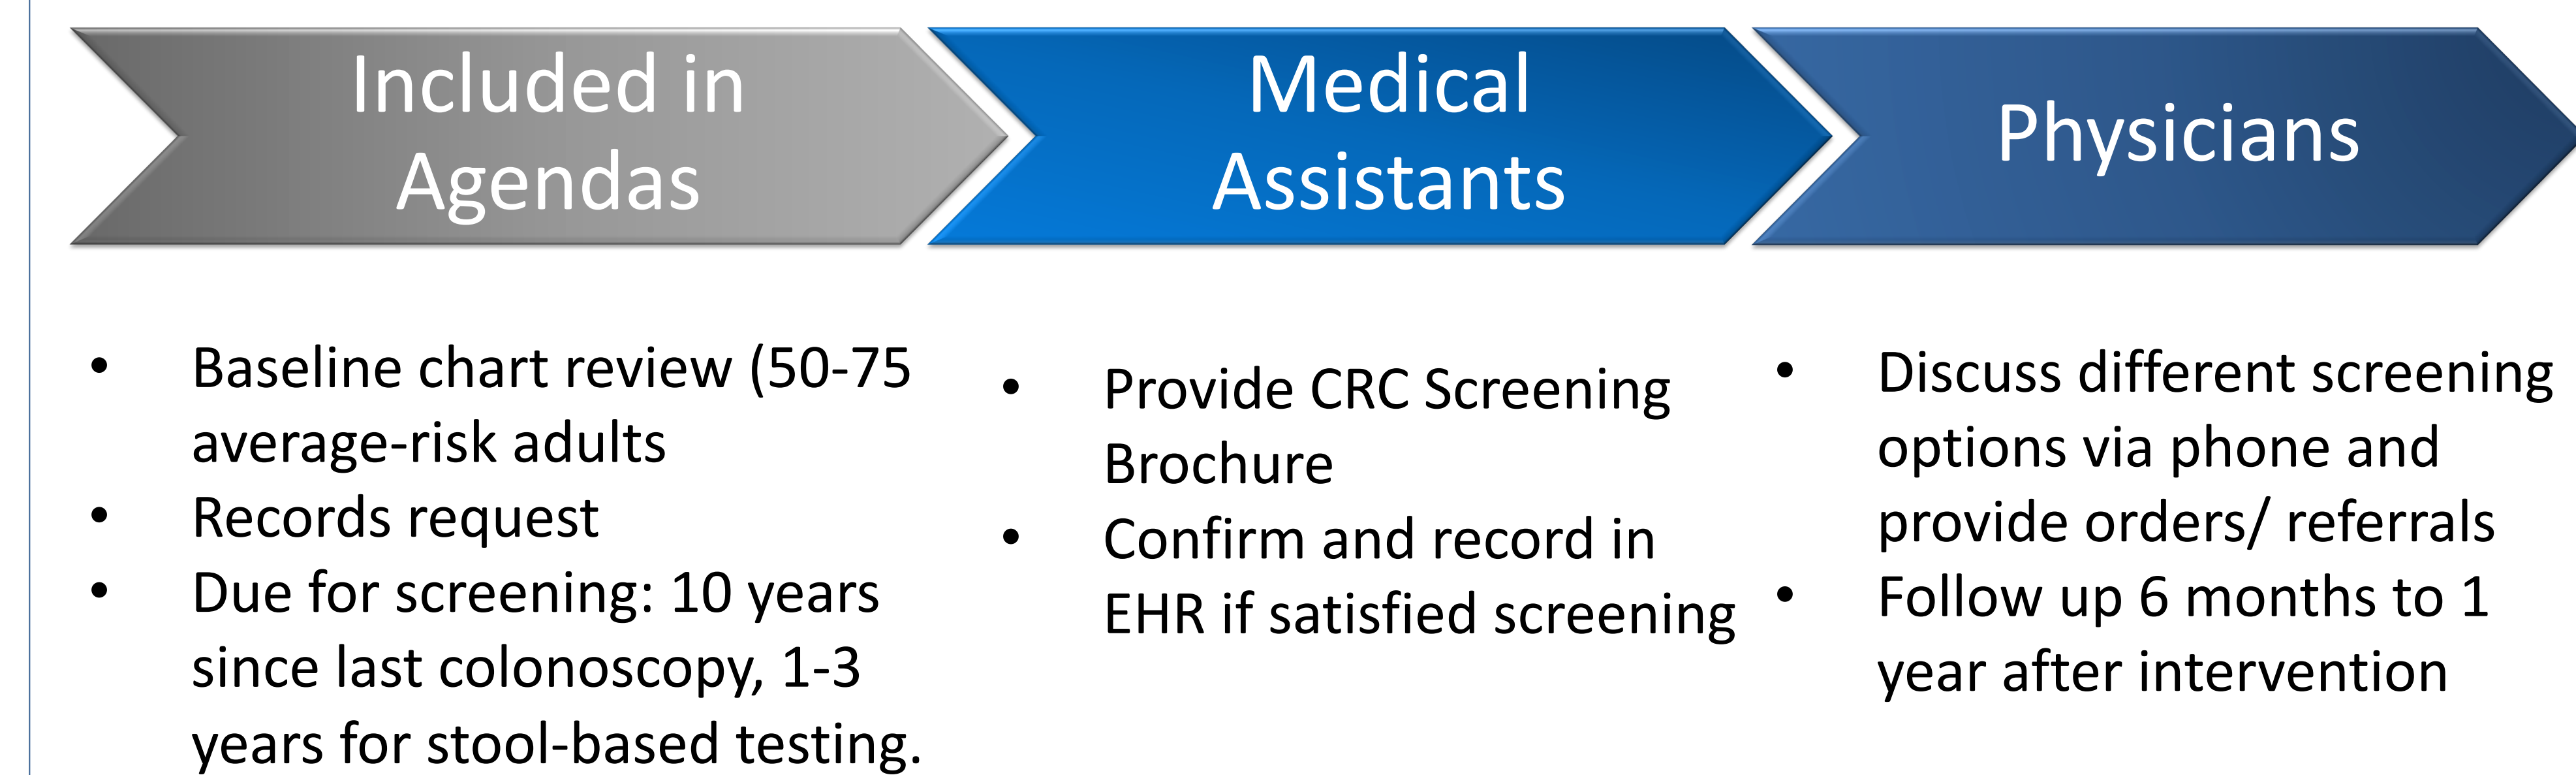 Included in
Agendas
Medical
Assistants
Physicians
• Baseline chart review (50-75
average-risk adults
• Records request
• Due for screening: 10 years
since last colonoscopy, 1-3
years for stool-based testing.
• Provide CRC Screening
Brochure
• Confirm and record in
EHR if satisfied screening
• Discuss different screening
options via phone and
provide orders/ referrals
• Follow up 6 months to 1
year after intervention